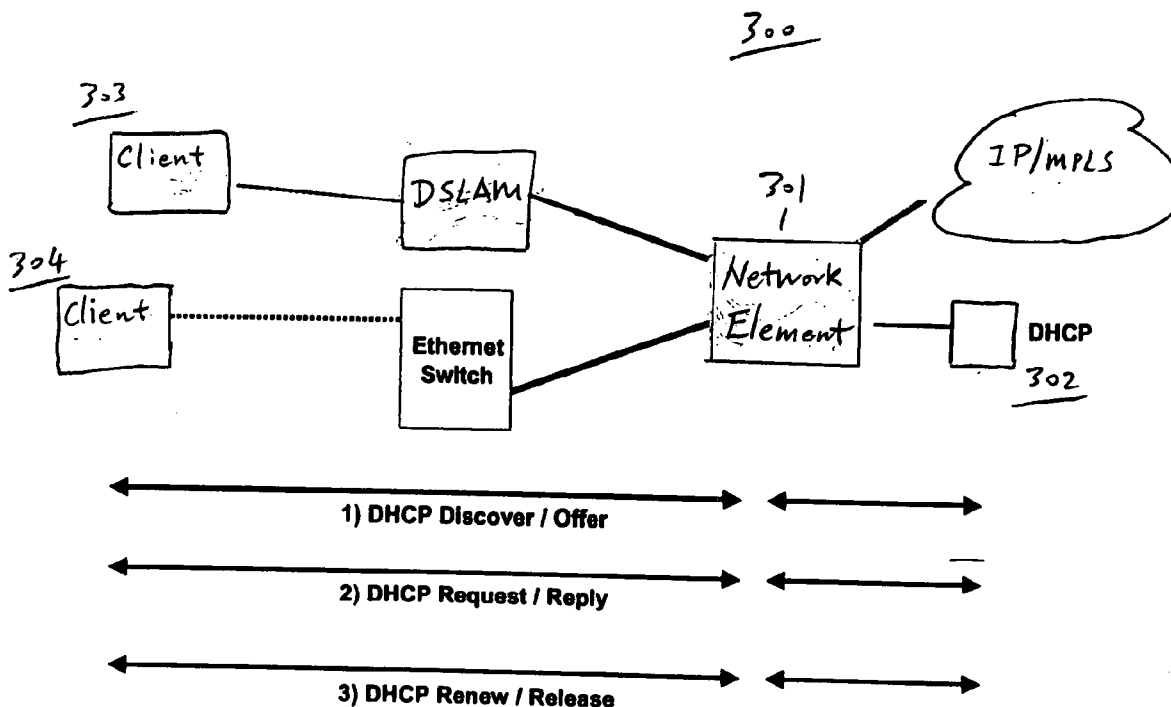 300
303
Client
DSLAM
301
IP/MPLS
304
Client
Ethernet
Switch
Network
Element
DHCP
302
1) DHCP Discover / Offer
2) DHCP Request / Reply
3) DHCP Renew / Release